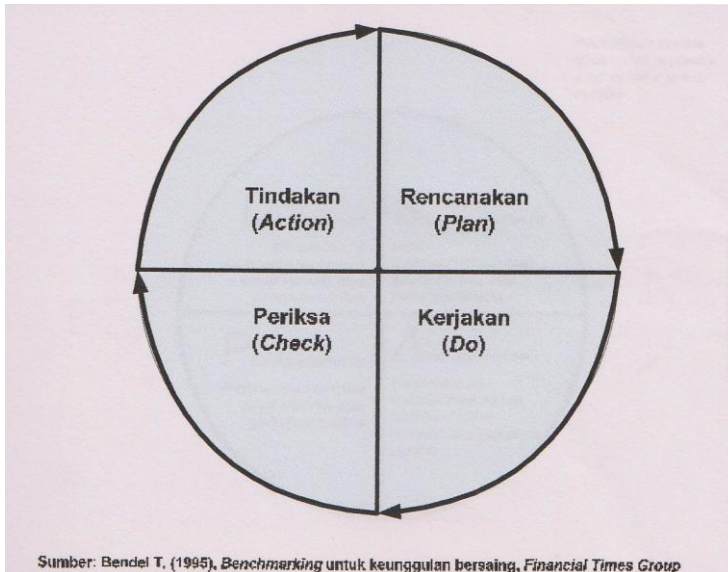 Tindakan
(Action)
Rencanakan
(Plan)
Periksa
(Check)
Kerjakan
(Do)
Sumber: Bendel T, (1995), Benchmarking untuk keunggulan bersaing, Financial Times Group